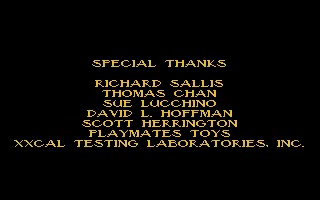 SPECIAL THANKS
RICHARD SALLIS
THOMAS CHAN
SUE LUCCHINO
DAVID L. HOFFMAN
SCOTT HERRINGTON
PLAYMATES TOYS
XXCAL TESTING LABORATORIES, INC.